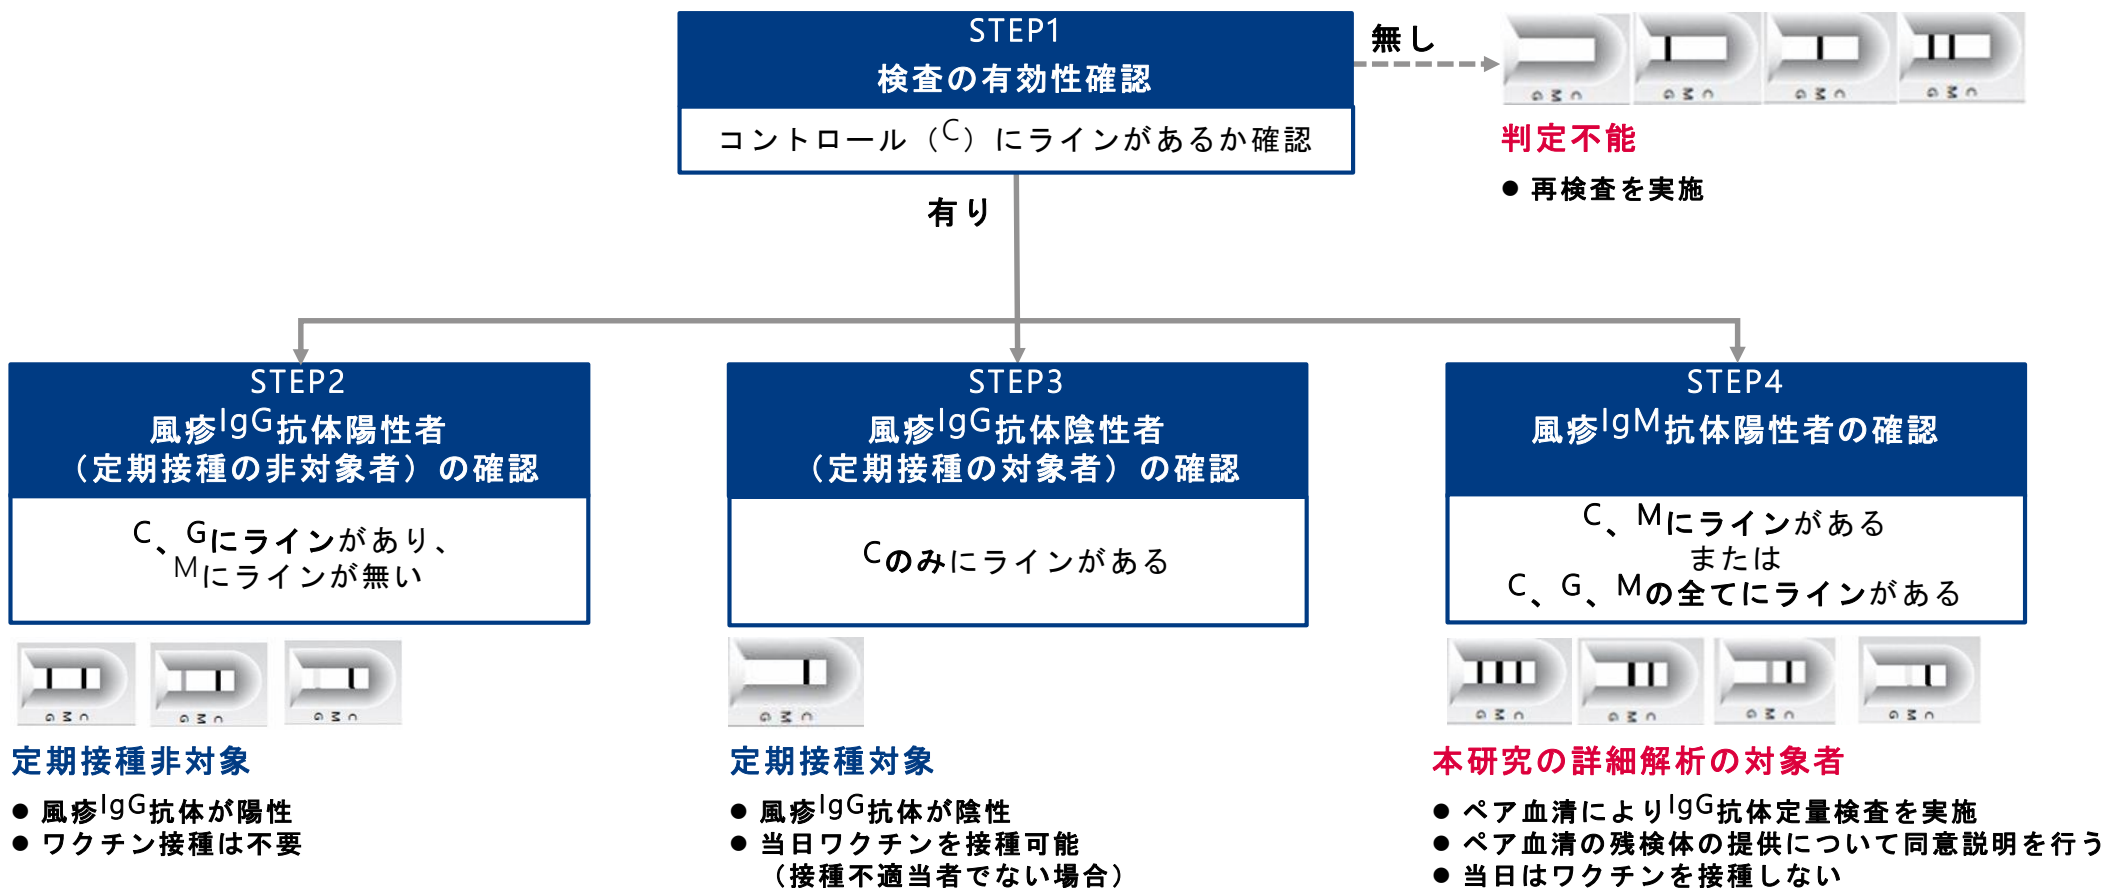 STEP1
検査の有効性確認
コントロール（C）にラインがあるか確認
無し
G M C
G M C
G M C
G M C
判定不能
● 再検査を実施
有り
STEP2
風疹IgG抗体陽性者
（定期接種の非対象者）の確認
C、Gにラインがあり、
Mにラインが無い
G M C
G M C
G M C
定期接種非対象
● 風疹IgG抗体が陽性
● ワクチン接種は不要
STEP3
風疹IgG抗体陰性者
（定期接種の対象者）の確認
Cのみにラインがある
G M C
定期接種対象
● 風疹IgG抗体が陰性
● 当日ワクチンを接種可能
（接種不適当者でない場合）
STEP4
風疹IgM抗体陽性者の確認
C、Mにラインがある
または
C、G、Mの全てにラインがある
G M C
G M C
G M C
G M C
本研究の詳細解析の対象者
● ペア血清によりIgG抗体定量検査を実施
● ペア血清の残検体の提供について同意説明を行う
● 当日はワクチンを接種しない